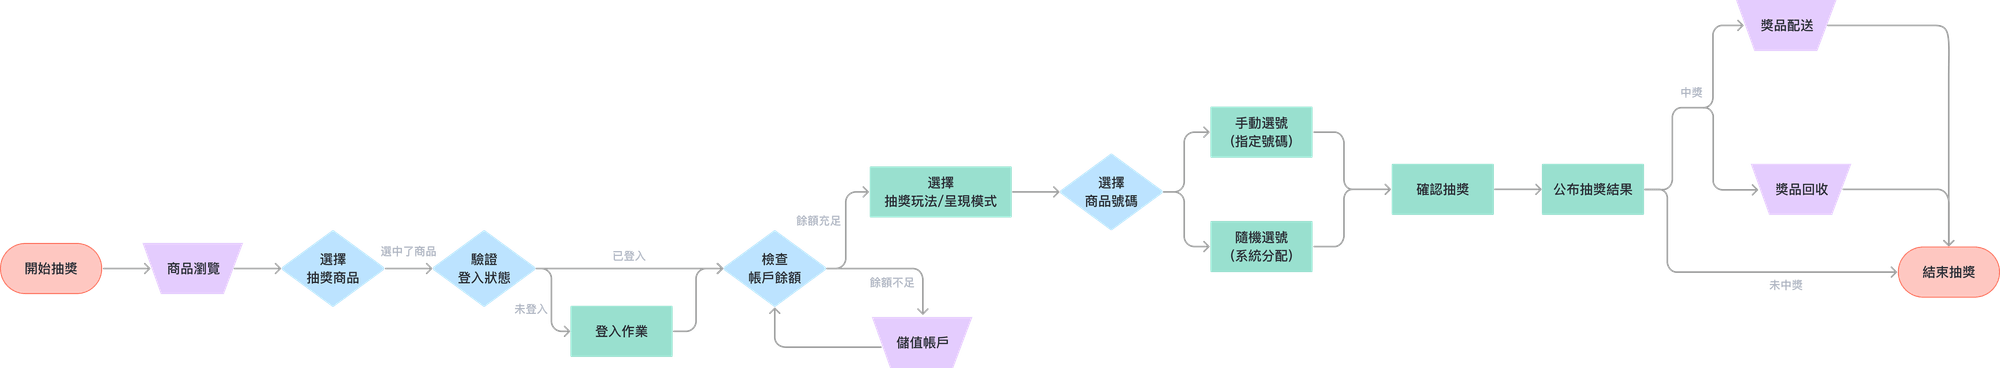 開始抽獎
商品瀏覽
選擇
抽獎商品
選中了商品
驗證
登入狀態
已登入
未登入
登入作業
檢查
帳戶餘額
餘額充足
餘額不足
儲值帳戶
選擇
抽獎玩法/呈現模式
選擇
商品號碼
手動選號
(指定號碼)
隨機選號
(系統分配)
確認抽獎
公布抽獎結果
中獎
獎品配送
獎品回收
未中獎
結束抽獎